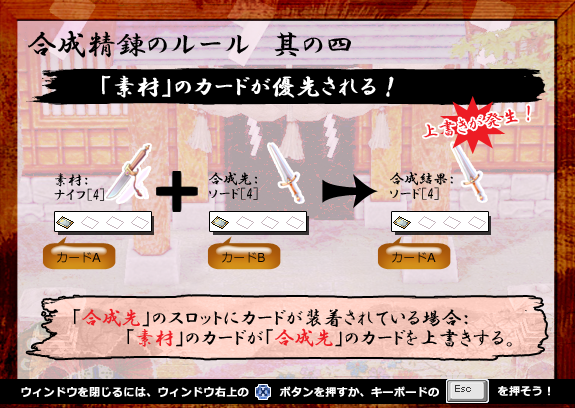 合成精錬のルール 其の四
「素材」のカードが優先される！
上書きが発生！
素材：
ナイフ[4]
合成先：
ソード[4]
合成結果：
ソード[4]
カードA
カードB
カードA
「合成先」のスロットにカードが装着されている場合：
「素材」のカードが「合成先」のカードを上書きする。
ウィンドウを閉じるには、ウィンドウ右上の ボタンを押すか、キーボードの Esc を押そう！